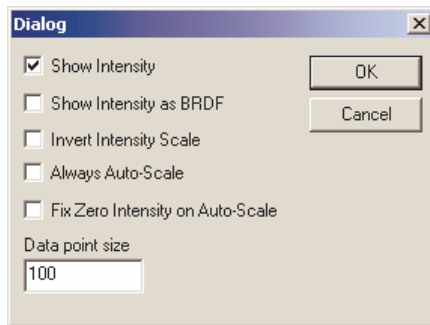 Dialog
Show Intensity
OK
Show Intensity as BRDF
Cancel
Invert Intensity Scale
Always Auto-Scale
Fix Zero Intensity on Auto-Scale
Data point size
100